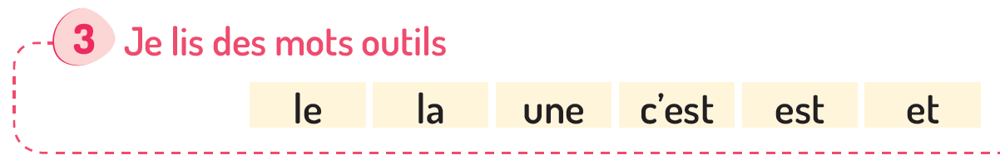 3 Je lis des mots outils
le la une c'est est et